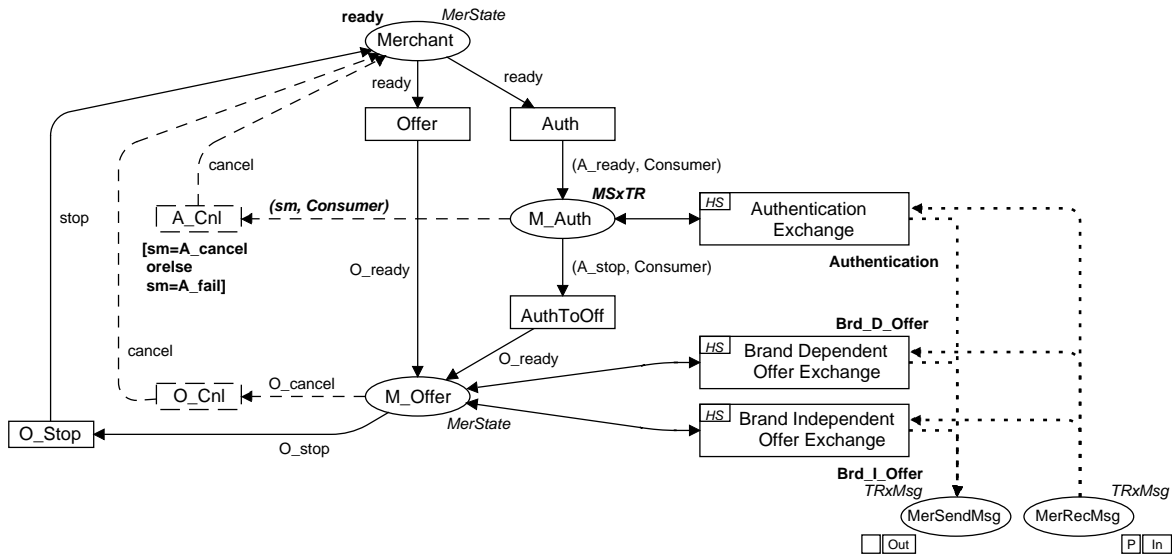 ready
MerState
Merchant
ready
ready
Offer
Auth
cancel
(A_ready, Consumer)
stop
A_Cnl
(sm, Consumer)
MSxTR
M_Auth
HS
Authentication
Exchange
[sm=A_cancel
orelse
sm=A_fail]
O_ready
(A_stop, Consumer)
Authentication
AuthToOff
cancel
O_ready
Brd_D_Offer
HS
Brand Dependent
Offer Exchange
O_Cnl
O_cancel
M_Offer
MerState
HS
Brand Independent
Offer Exchange
O_Stop
O_stop
Brd_I_Offer
TRxMsg
TRxMsg
MerSendMsg
MerRecMsg
Out
P
In